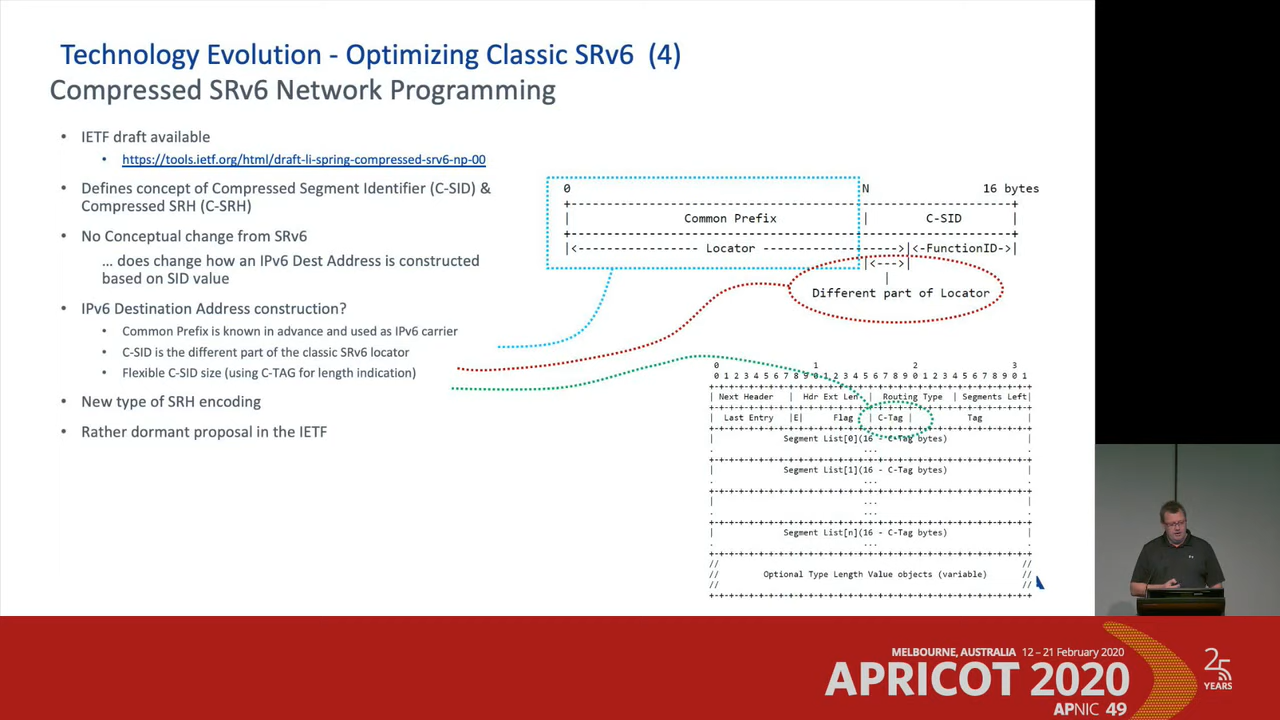 Technology Evolution - Optimizing Classic SRv6 (4)
Compressed SRv6 Network Programming
• IETF draft available
• https://tools.ietf.org/html/draft-li-spring-compressed-srv6-np-00
• Defines concept of Compressed Segment Identifier (C-SID) &
Compressed SRH (C-SRH)
• No Conceptual change from SRv6
... does change how an IPv6 Dest Address is constructed
based on SID value
• IPv6 Destination Address construction?
• Common Prefix is known in advance and used as IPv6 carrier
• C-SID is the different part of the classic SRv6 locator
• Flexible C-SID size (using C-TAG for length indication)
• New type of SRH encoding
• Rather dormant proposal in the IETF
0 N 16 bytes
| Common Prefix | C-SID |
|<---------------- Locator ------------------>|<-FunctionID->|
|<--->|
|
Different part of Locator
0 1 2 3
0 1 2 3 4 5 6 7 8 9 0 1 2 3 4 5 6 7 8 9 0 1 2 3 4 5 6 7 8 9 0 1
| Next Header | Hdr Ext Len | Routing Type | Segments Left|
| Last Entry |E| Flag | C-Tag | Tag |
| Segment List[0](16 - C-Tag bytes) |
...
| Segment List[1](16 - C-Tag bytes) |
. ... .
| ... |
. ... .
| Segment List[n](16 - C-Tag bytes) |
...
// //
// Optional Type Length Value objects (variable) //
// //
MELBOURNE, AUSTRALIA 12 – 21 February 2020
APRICOT 2020
APNIC 49
25
YEARS